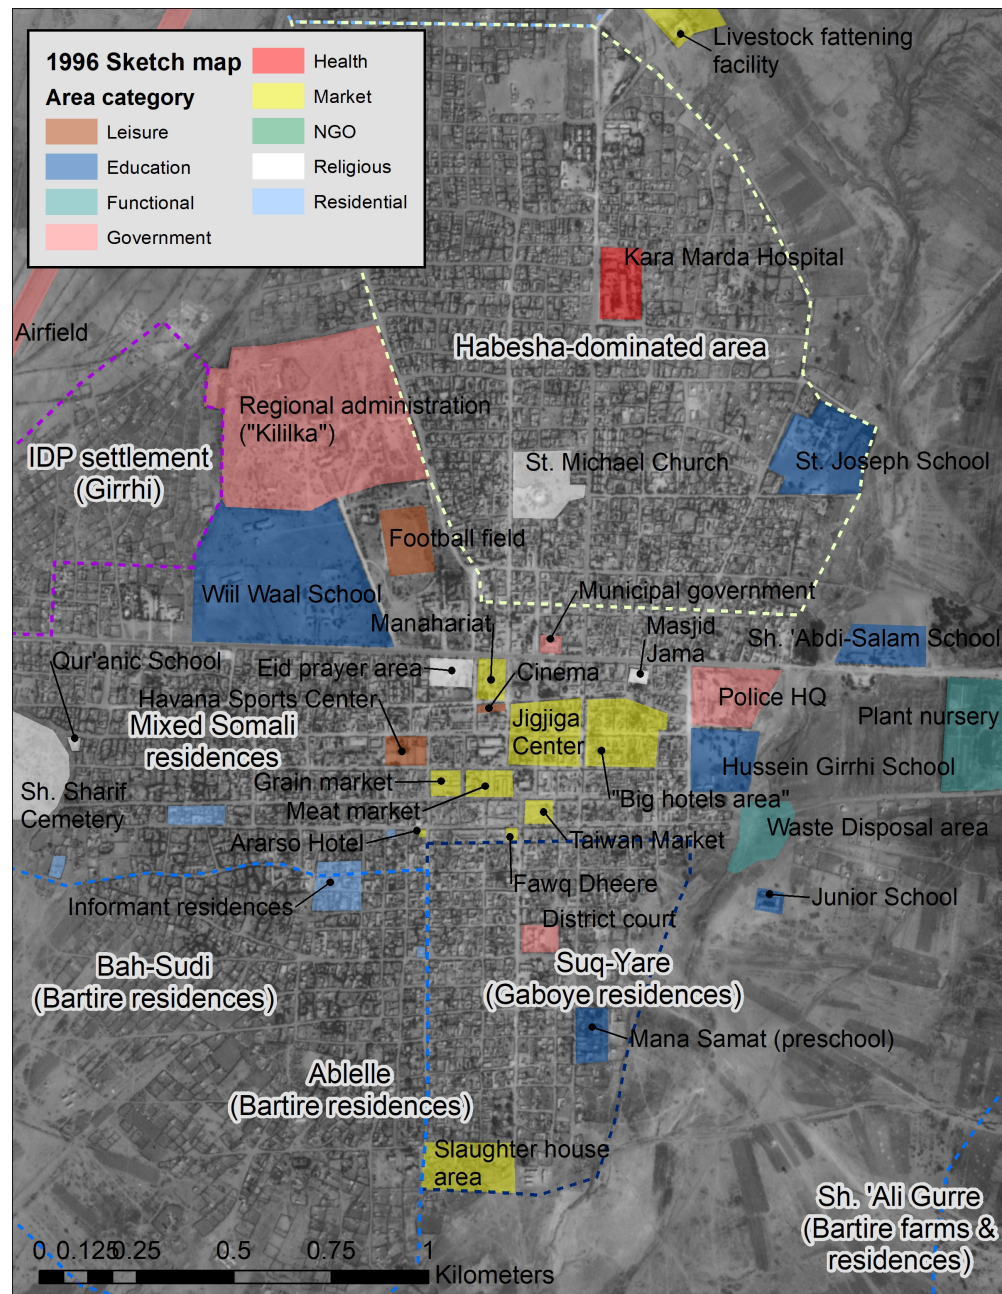 1996 Sketch map
Area category
Leisure
Education
Functional
Government
Health
Market
NGO
Religious
Residential
Livestock fattening
facility
Kara Marda Hospital
Airfield
Habesha-dominated area
Regional administration
("Kililka")
IDP settlement
(Girrhi)
St. Michael Church
St. Joseph School
Football field
Wiil Waal School
Municipal government
Manahariat
Masjid
Jama
Sh. 'Abdi-Salam School
Qur'anic School
Eid prayer area
Cinema
Havana Sports Center
Police HQ
Plant nursery
Mixed Somali
residences
Jigjiga
Center
Hussein Girrhi School
Grain market
"Big hotels area"
Sh. Sharif
Cemetery
Meat market
Waste Disposal area
Ararso Hotel
Taiwan Market
Fawq Dheere
Junior School
Informant residences
District court
Bah-Sudi
(Bartire residences)
Suq-Yare
(Gaboye residences)
Mana Samat (preschool)
Ablelle
(Bartire residences)
Slaughter house
area
Sh. 'Ali Gurre
(Bartire farms &
residences)
0 0.125 0.25 0.5 0.75 1
Kilometers